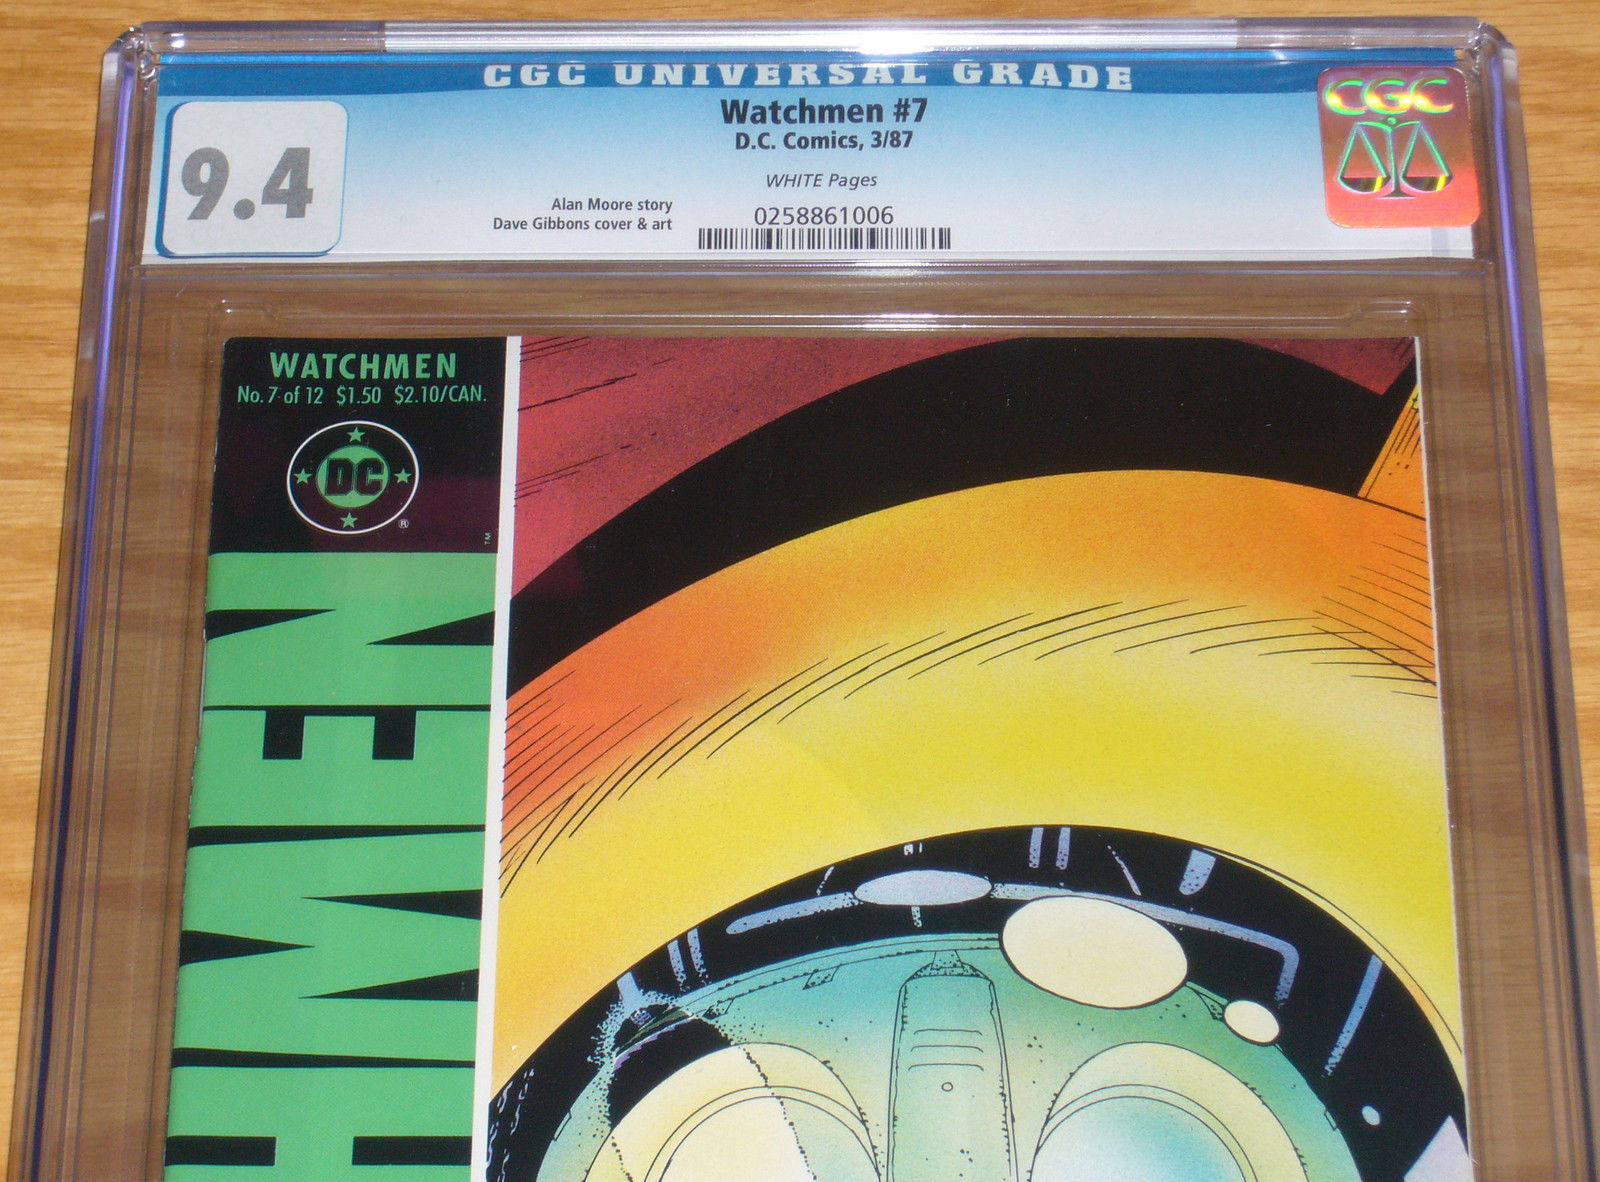 CGC UNIVERSAL GRADE
9.4
Watchmen #7
D.C. Comics, 3/87
WHITE Pages
Alan Moore story
Dave Gibbons cover & art
0258861006
CGC
WATCHMEN
No. 7 of 12 $1.50 $2.10/CAN.
DC
®
TM
HMEN